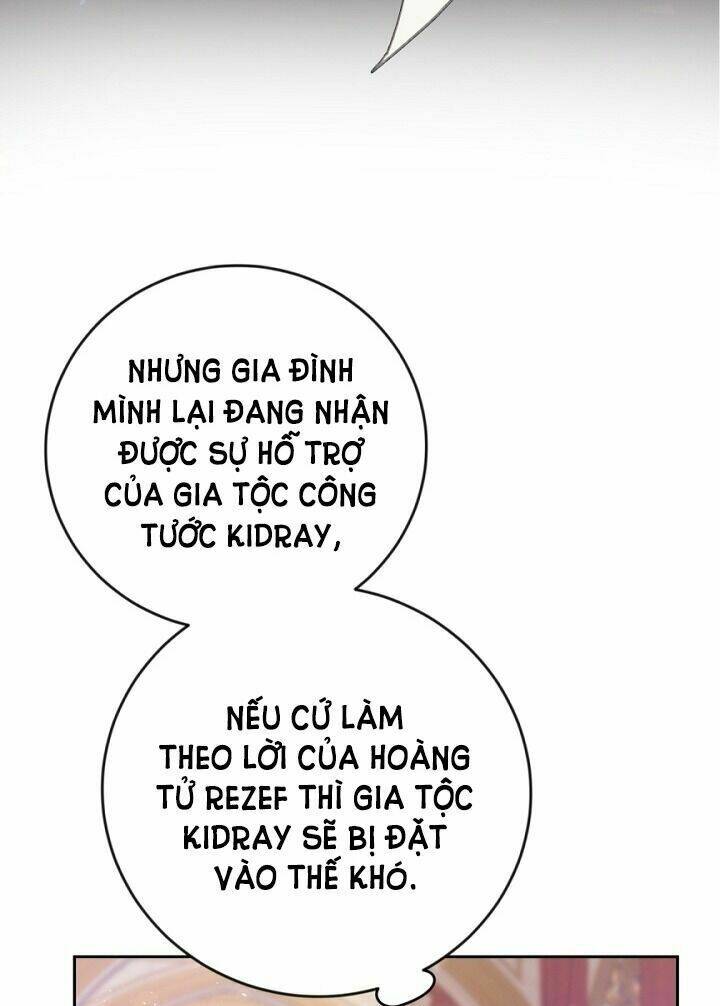 NHƯNG GIA ĐÌNH
MÌNH LẠI ĐANG NHẬN
ĐƯỢC SỰ HỖ TRỢ
CỦA GIA TỘC CÔNG
TƯỚC KIDRAY,
NẾU CỨ LÀM
THEO LỜI CỦA HOÀNG
TỬ REZEF THÌ GIA TỘC
KIDRAY SẼ BỊ ĐẶT
VÀO THẾ KHÓ.